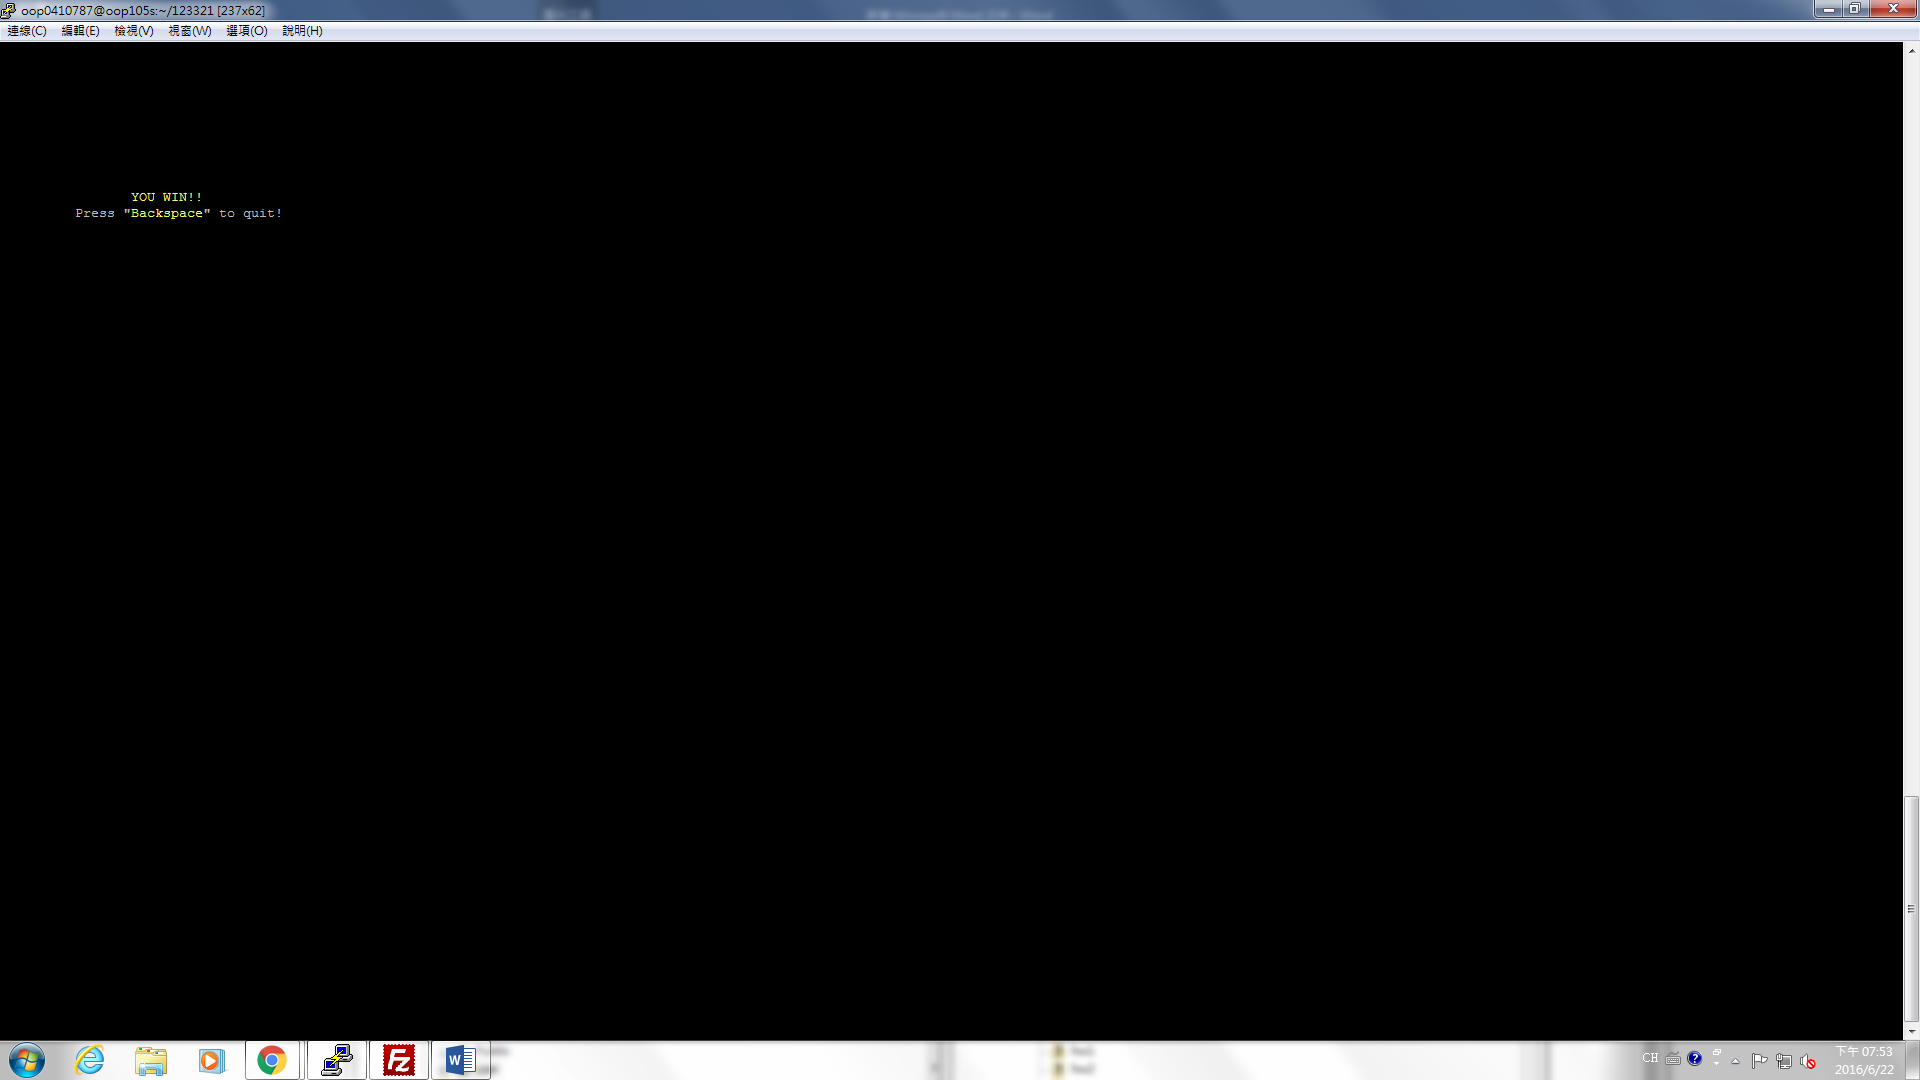 oop0410787@oop105s:~/123321 [237x62]
連線(C) 編輯(E) 檢視(V) 視窗(W) 選項(O) 說明(H)
YOU WIN!!
Press "Backspace" to quit!
CH
下午 07:53
2016/6/22